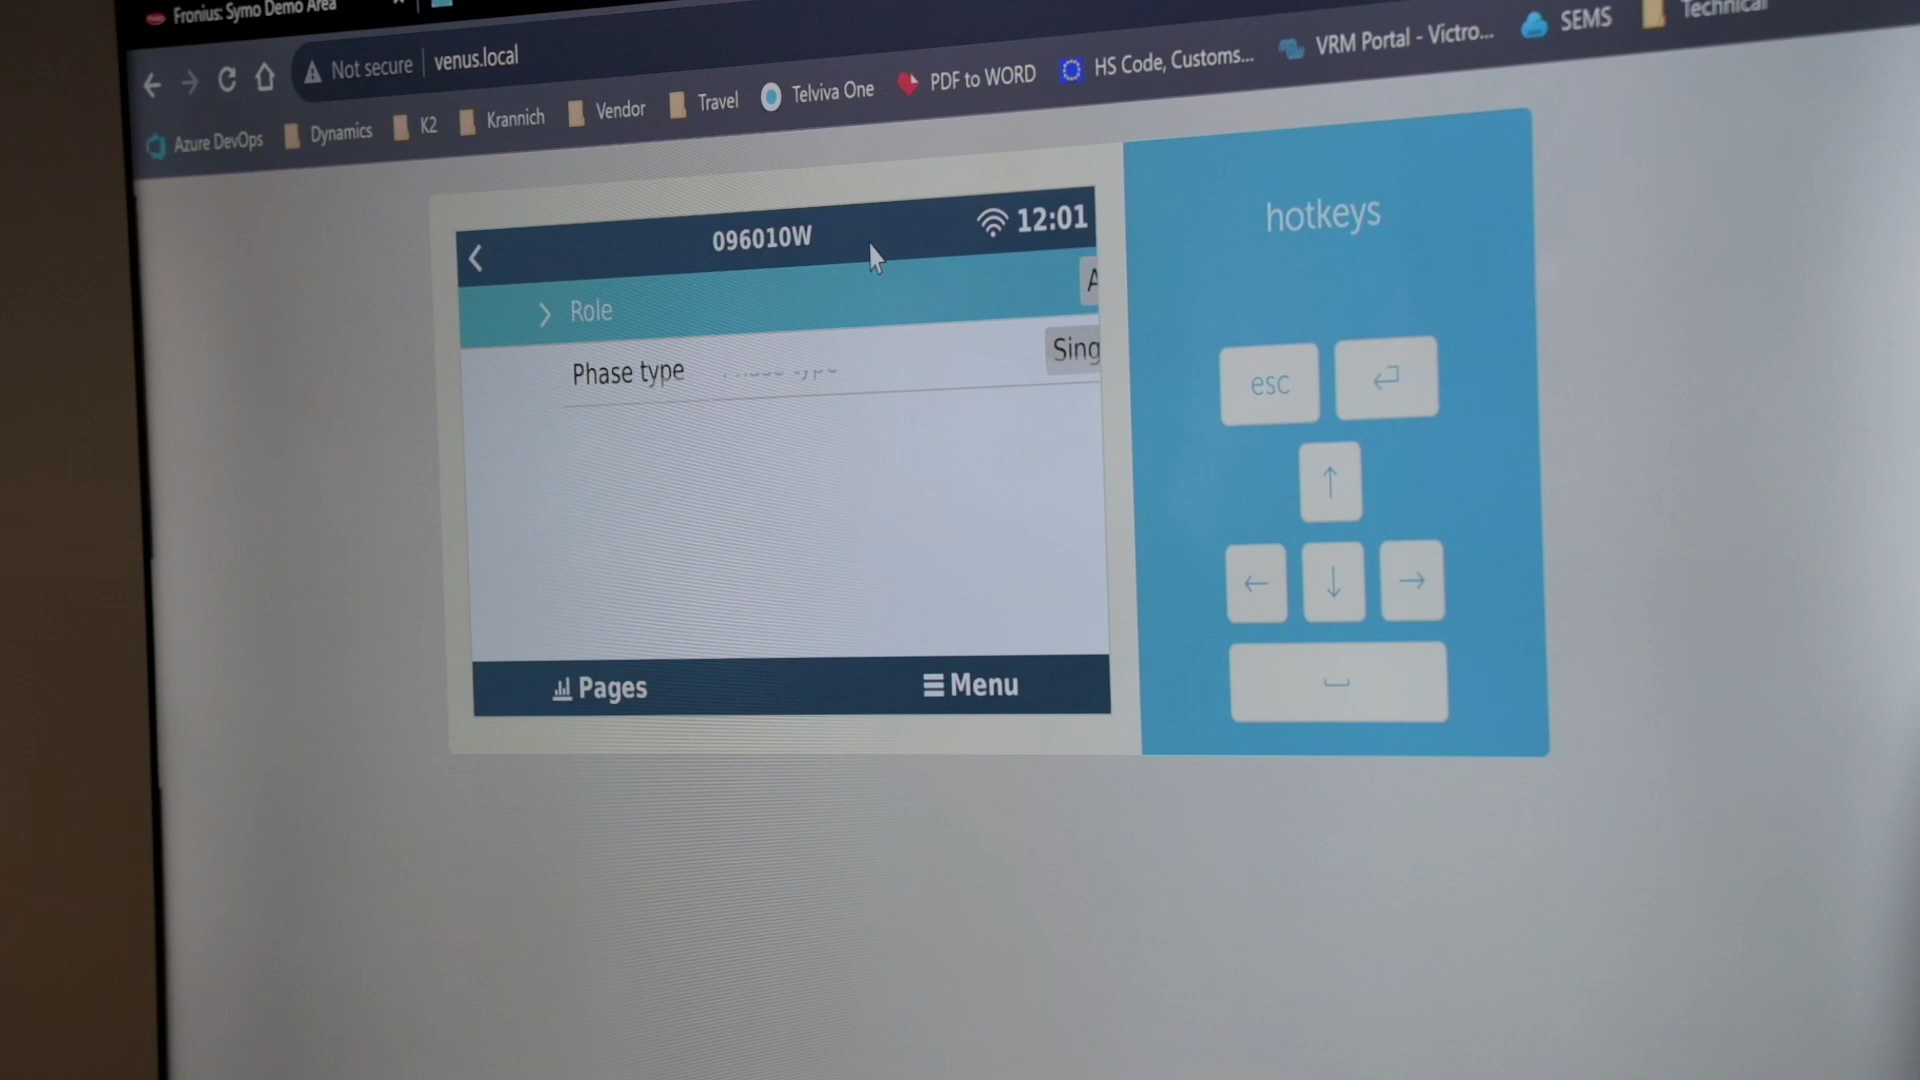 Fronius: Symo Demo Area
Not secure venus.local
Azure DevOps Dynamics K2 Krannich Vendor Travel Telviva One PDF to WORD HS Code, Customs... VRM Portal - Victro... SEMS Technical
096010W 12:01
Role A
Phase type Phase type Sing
Pages Menu
hotkeys
esc